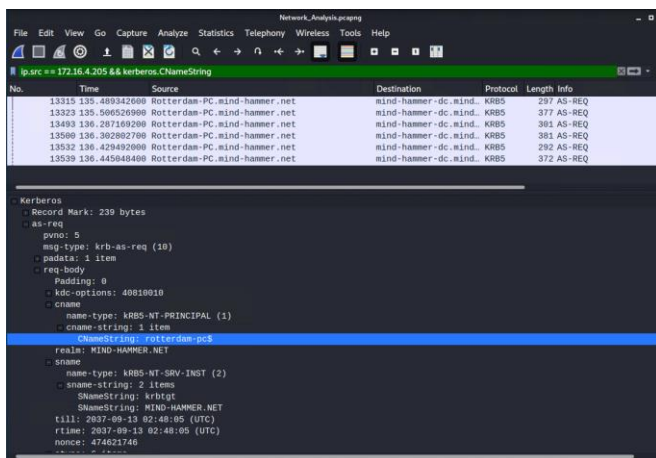 Network_Analysis.pcapng
File Edit View Go Capture Analyze Statistics Telephony Wireless Tools Help
ip.src == 172.16.4.205 && kerberos.CNameString
No. Time Source Destination Protocol Length Info
13315 135.489342600 Rotterdam-PC.mind-hammer.net mind-hammer-dc.mind… KRB5 297 AS-REQ
13323 135.506526900 Rotterdam-PC.mind-hammer.net mind-hammer-dc.mind… KRB5 377 AS-REQ
13493 136.287169200 Rotterdam-PC.mind-hammer.net mind-hammer-dc.mind… KRB5 301 AS-REQ
13500 136.302802700 Rotterdam-PC.mind-hammer.net mind-hammer-dc.mind… KRB5 381 AS-REQ
13532 136.429492000 Rotterdam-PC.mind-hammer.net mind-hammer-dc.mind… KRB5 292 AS-REQ
13539 136.445048400 Rotterdam-PC.mind-hammer.net mind-hammer-dc.mind… KRB5 372 AS-REQ
Kerberos
Record Mark: 239 bytes
as-req
pvno: 5
msg-type: krb-as-req (10)
padata: 1 item
req-body
Padding: 0
kdc-options: 40810010
cname
name-type: kRB5-NT-PRINCIPAL (1)
cname-string: 1 item
CNameString: rotterdam-pc$
realm: MIND-HAMMER.NET
sname
name-type: kRB5-NT-SRV-INST (2)
sname-string: 2 items
SNameString: krbtgt
SNameString: MIND-HAMMER.NET
till: 2037-09-13 02:48:05 (UTC)
rtime: 2037-09-13 02:48:05 (UTC)
nonce: 474621746